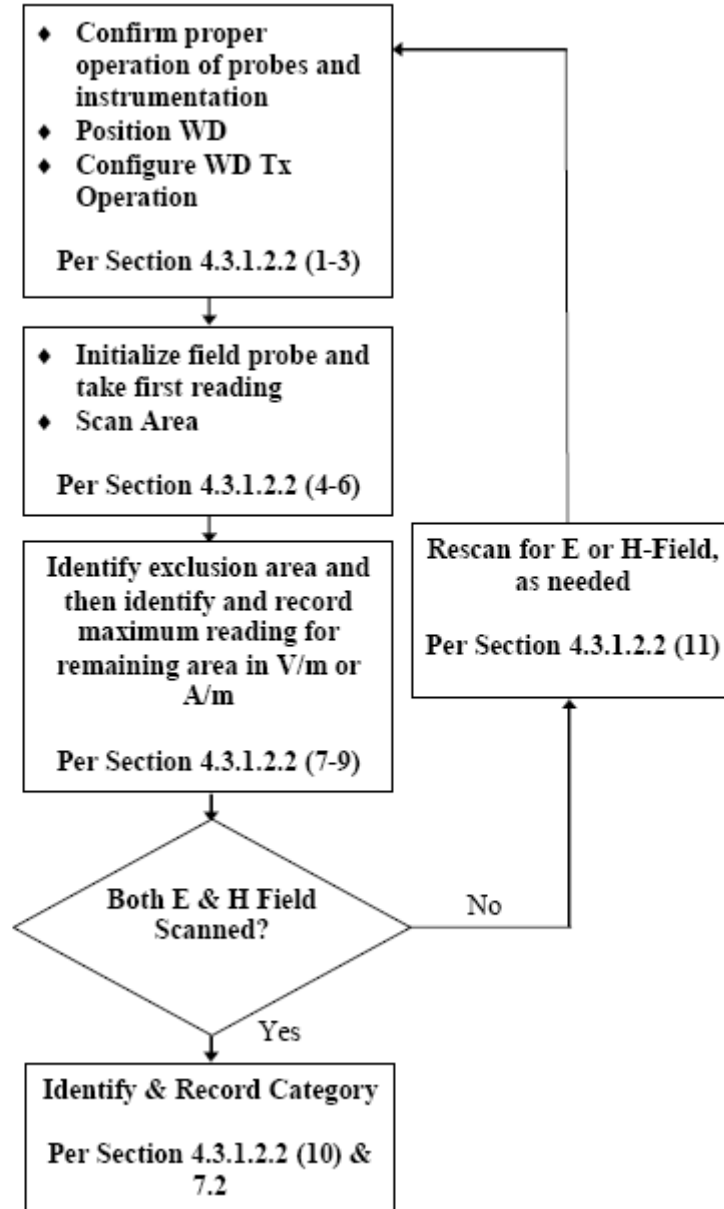 ♦ Confirm proper
operation of probes and
instrumentation
♦ Position WD
♦ Configure WD Tx
Operation
Per Section 4.3.1.2.2 (1-3)
♦ Initialize field probe and
take first reading
♦ Scan Area
Per Section 4.3.1.2.2 (4-6)
Identify exclusion area and
then identify and record
maximum reading for
remaining area in V/m or
A/m
Per Section 4.3.1.2.2 (7-9)
Rescan for E or H-Field,
as needed
Per Section 4.3.1.2.2 (11)
Both E & H Field
Scanned?
No
Yes
Identify & Record Category
Per Section 4.3.1.2.2 (10) &
7.2